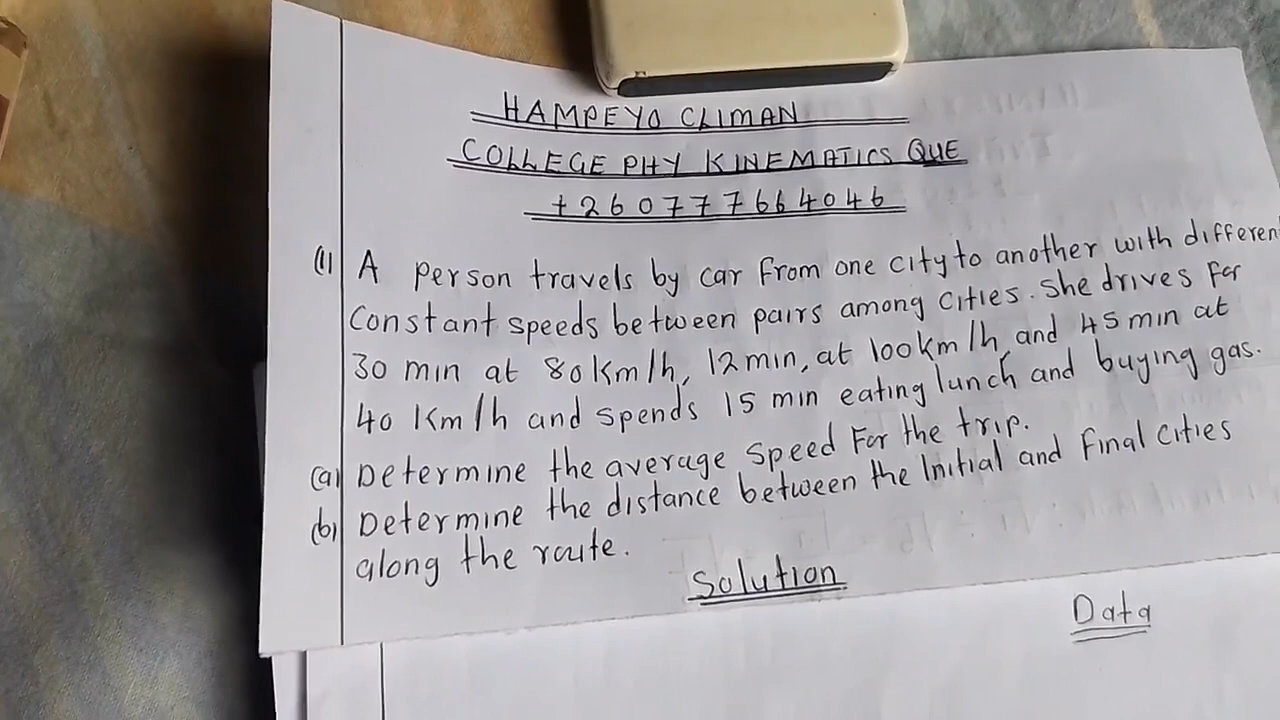 HAMPEYO CLIMAN
COLLEGE PHY KINEMATICS QUE
+260777664046
(1) A person travels by car from one city to another with differen
constant speeds between pairs among cities. She drives for
30 min at 80km/h, 12min, at 100km/h, and 45min at
40 km/h and spends 15 min eating lunch and buying gas.
(a) Determine the average speed for the trip.
(b) Determine the distance between the initial and final cities
along the route.
Solution
Data